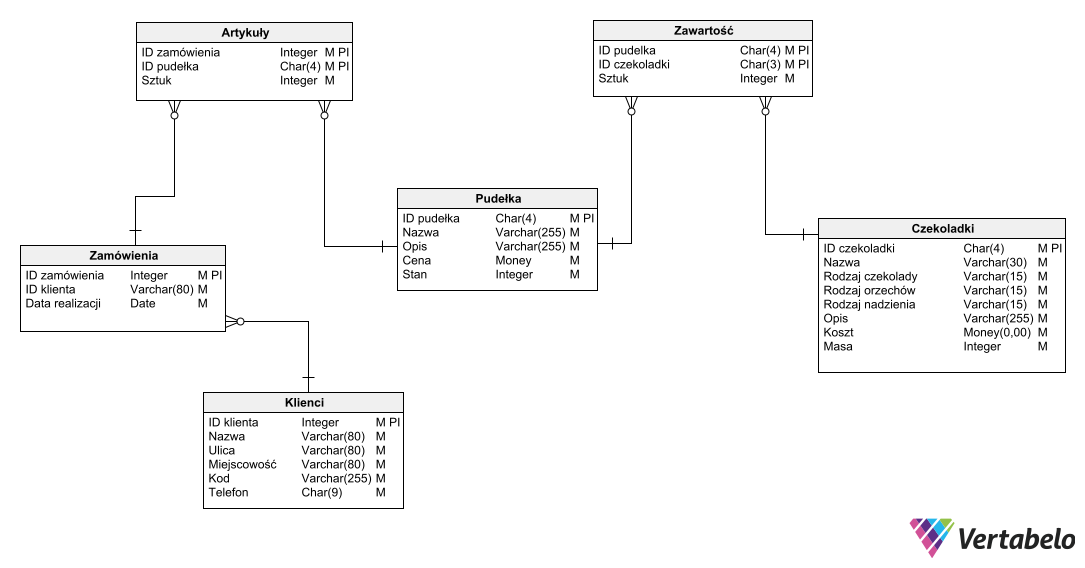 Artykuły
ID zamówienia Integer M PI
ID pudełka Char(4) M PI
Sztuk Integer M
Zawartość
ID pudelka Char(4) M PI
ID czekoladki Char(3) M PI
Sztuk Integer M
Pudełka
ID pudełka Char(4) M PI
Nazwa Varchar(255) M
Opis Varchar(255) M
Cena Money M
Stan Integer M
Czekoladki
ID czekoladki Char(4) M PI
Nazwa Varchar(30) M
Rodzaj czekolady Varchar(15) M
Rodzaj orzechów Varchar(15) M
Rodzaj nadzienia Varchar(15) M
Opis Varchar(255) M
Koszt Money(0,00) M
Masa Integer M
Zamówienia
ID zamówienia Integer M PI
ID klienta Varchar(80) M
Data realizacji Date M
Klienci
ID klienta Integer M PI
Nazwa Varchar(80) M
Ulica Varchar(80) M
Miejscowość Varchar(80) M
Kod Varchar(255) M
Telefon Char(9) M
Vertabelo